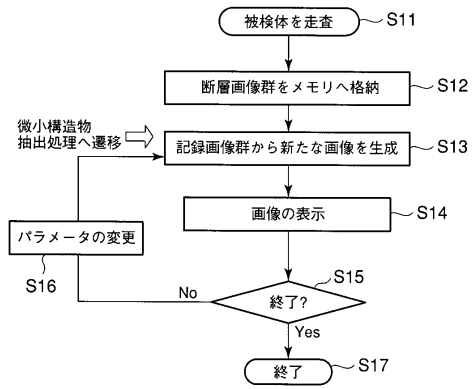 被検体を走査
S11
断層画像群をメモリへ格納
S12
微小構造物
抽出処理へ遷移
記録画像群から新たな画像を生成
S13
画像の表示
S14
パラメータの変更
S16
S15
No
終了?
Yes
終了
S17